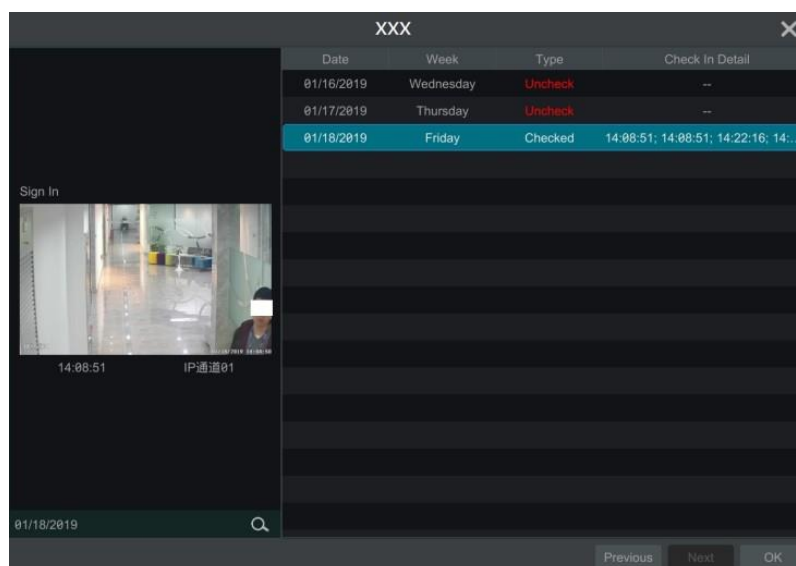 XXX
Date Week Type Check In Detail
01/16/2019 Wednesday Uncheck --
01/17/2019 Thursday Uncheck --
01/18/2019 Friday Checked 14:08:51; 14:08:51; 14:22:16; 14:...
Sign In
14:08:51 IP通道01
01/18/2019
Previous Next OK